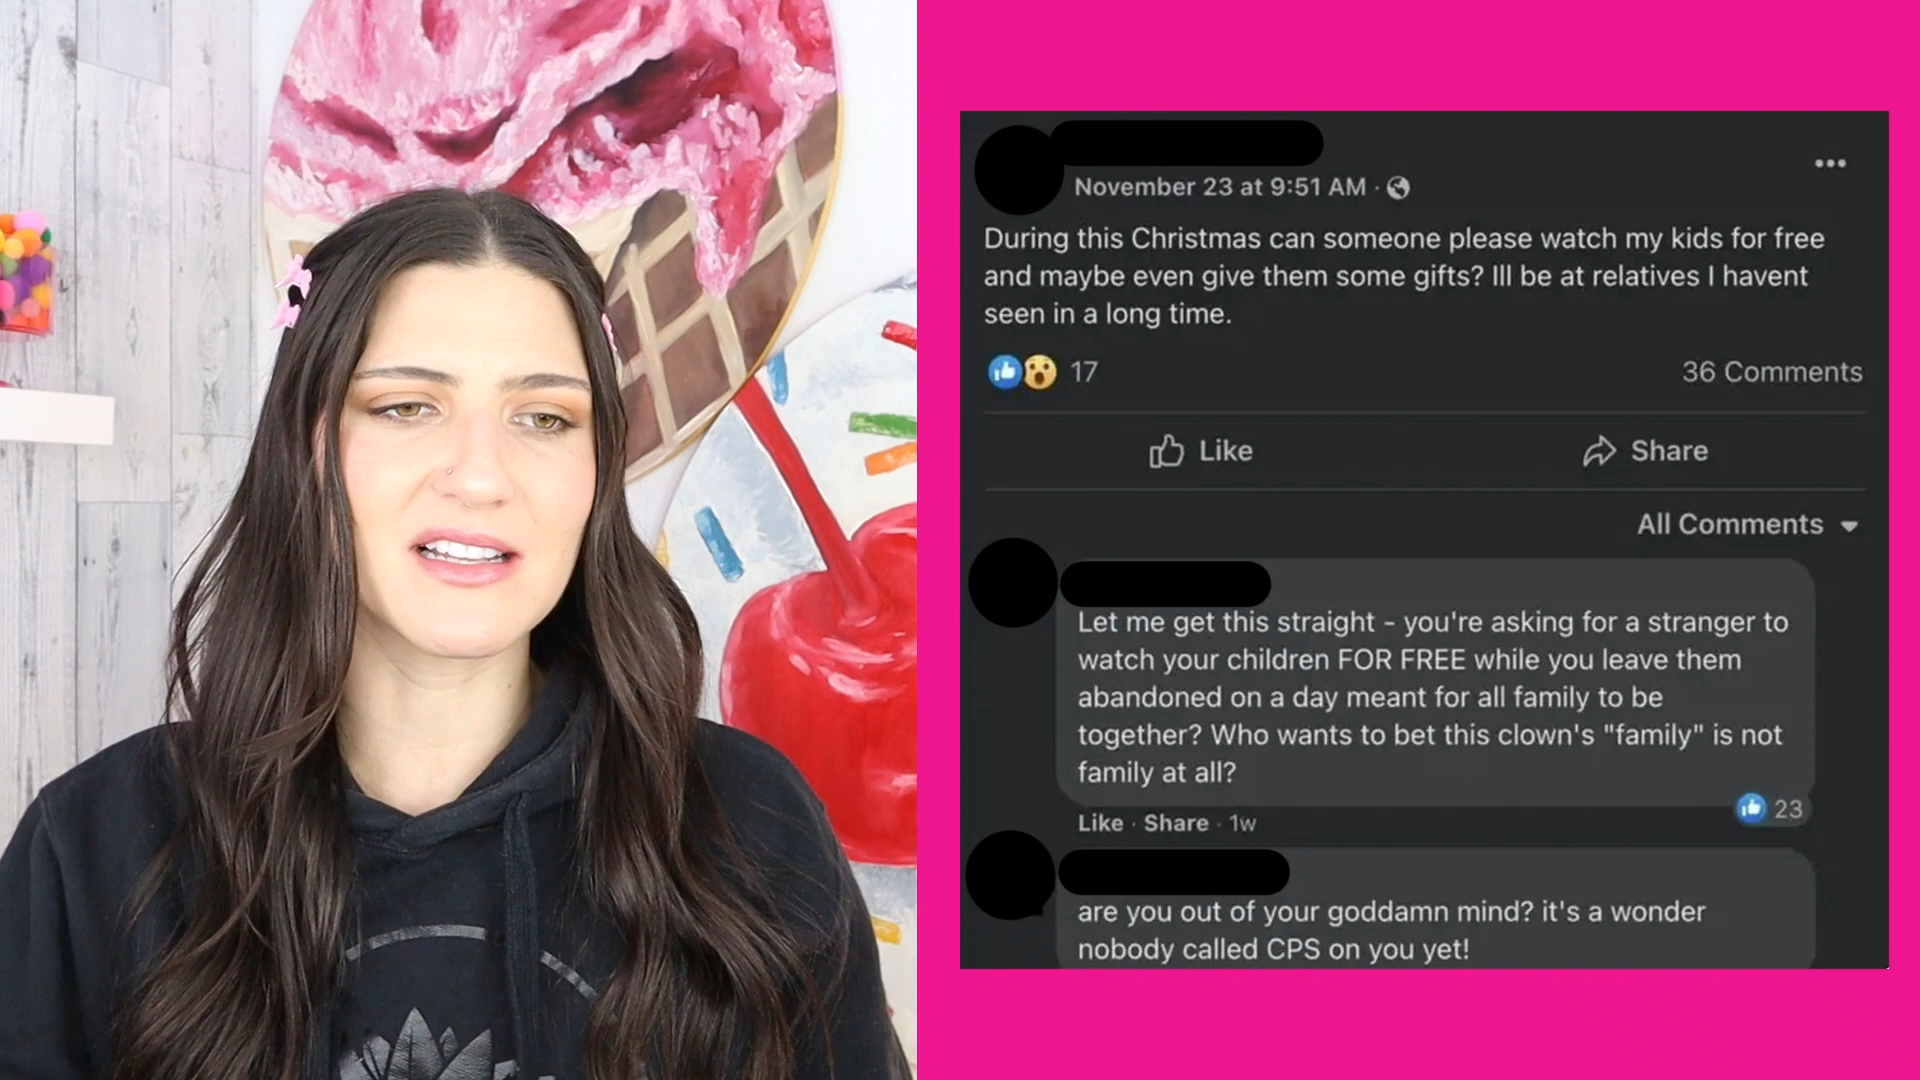 November 23 at 9:51 AM ·
During this Christmas can someone please watch my kids for free
and maybe even give them some gifts? Ill be at relatives I havent
seen in a long time.
17
36 Comments
Like
Share
All Comments
Let me get this straight - you're asking for a stranger to
watch your children FOR FREE while you leave them
abandoned on a day meant for all family to be
together? Who wants to bet this clown's "family" is not
family at all?
23
Like · Share · 1w
are you out of your goddamn mind? it's a wonder
nobody called CPS on you yet!